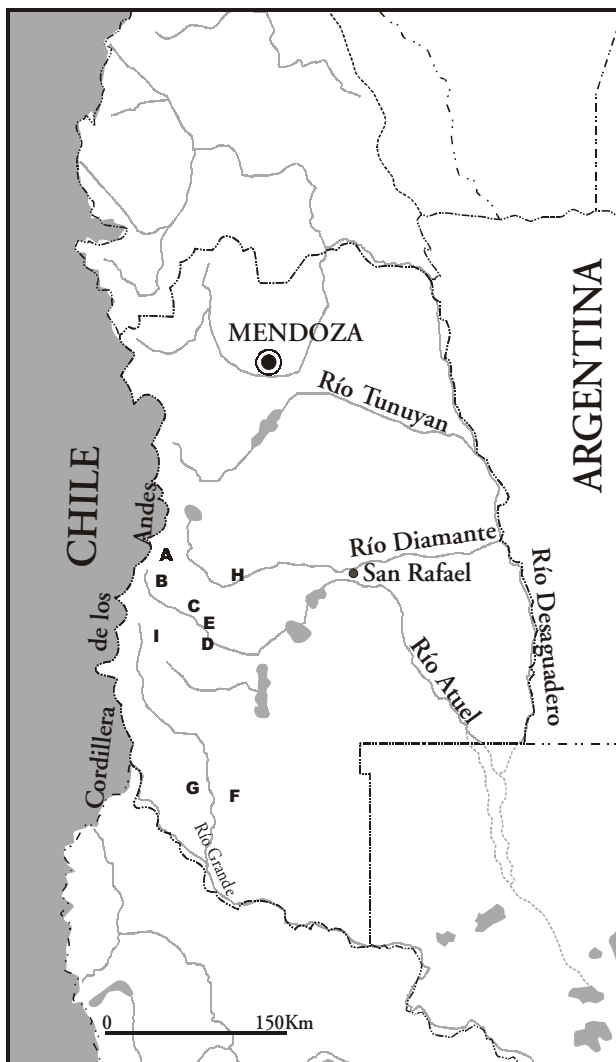 MENDOZA
ARGENTINA
Río Tunuyan
CHILE
Andes
de los
Cordillera
Río Diamante
San Rafael
Río Desaguadero
A
B
H
C
E
D
I
Río Atuel
G
F
Río Grande
0 150Km